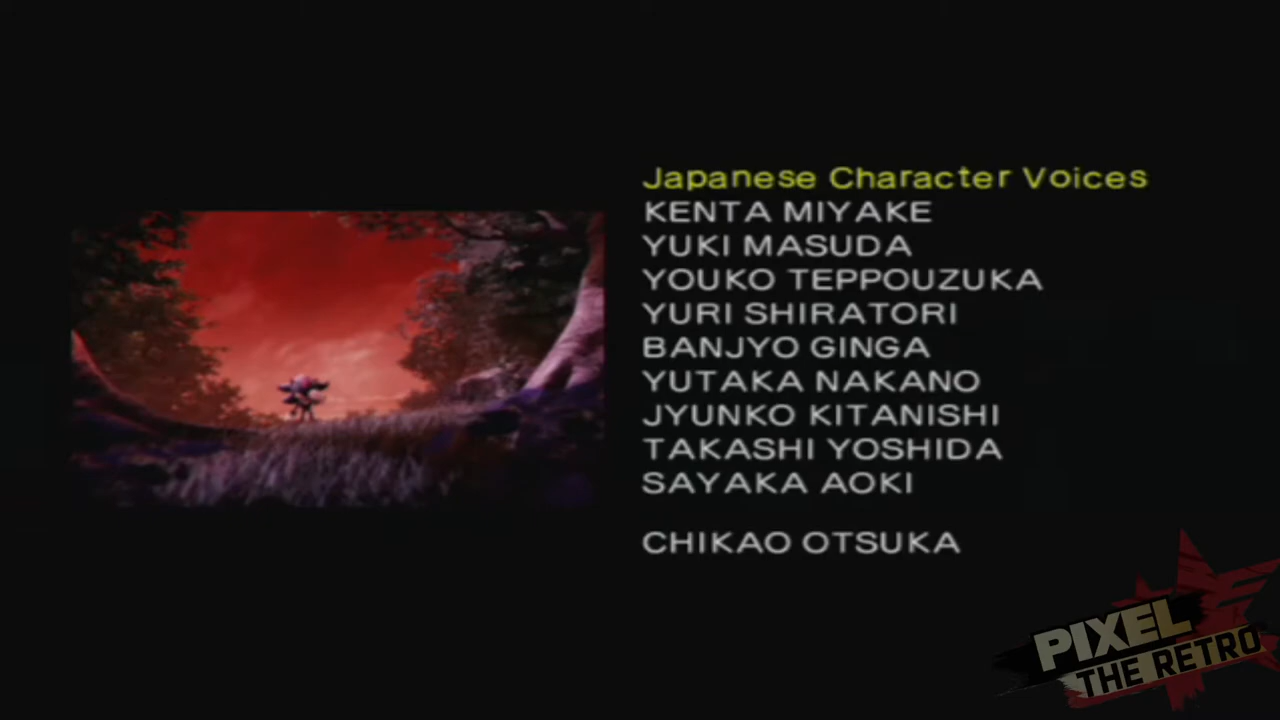 Japanese Character Voices
KENTA MIYAKE
YUKI MASUDA
YOUKO TEPPOUZUKA
YURI SHIRATORI
BANJYO GINGA
YUTAKA NAKANO
JYUNKO KITANISHI
TAKASHI YOSHIDA
SAYAKA AOKI
CHIKAO OTSUKA
PIXEL
THE RETRO